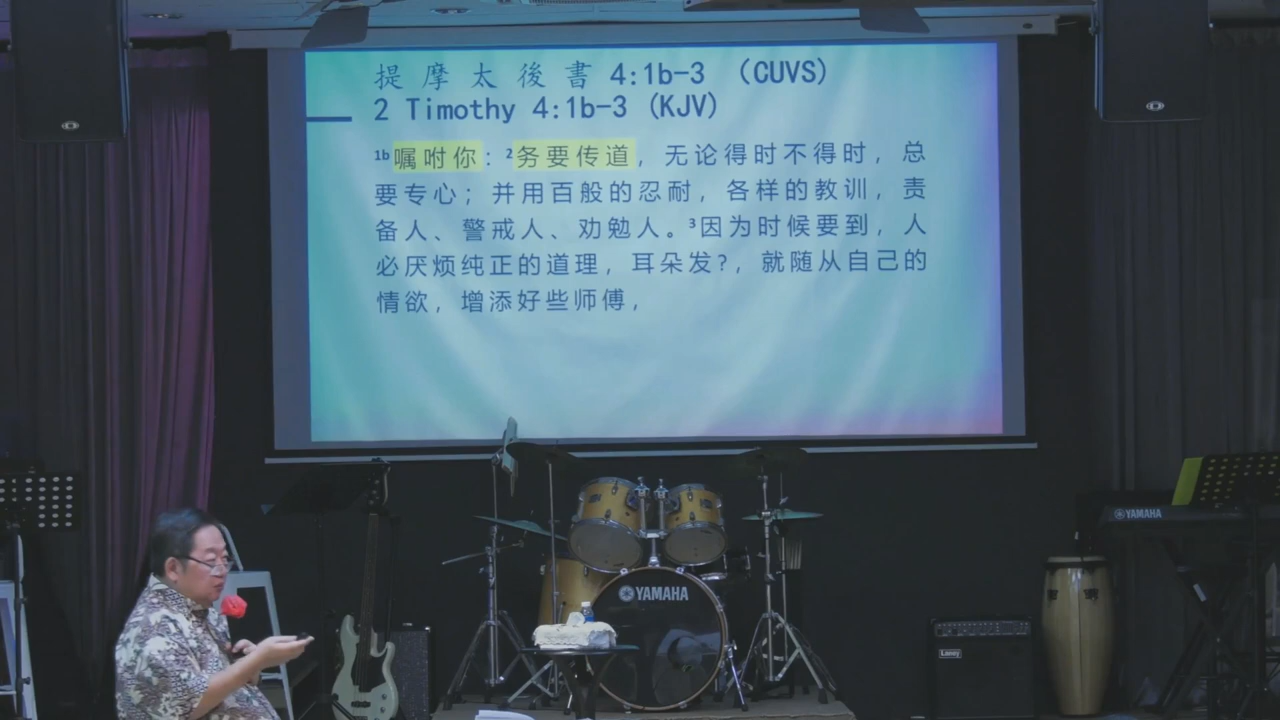 提摩太後書 4:1b-3 （CUVS）
2 Timothy 4:1b-3 (KJV)
1b嘱咐你：2务要传道，无论得时不得时，总
要专心；并用百般的忍耐，各样的教训，责
备人、警戒人、劝勉人。3因为时候要到，人
必厌烦纯正的道理，耳朵发?，就随从自己的
情欲，增添好些师傅，
YAMAHA
YAMAHA
Laney